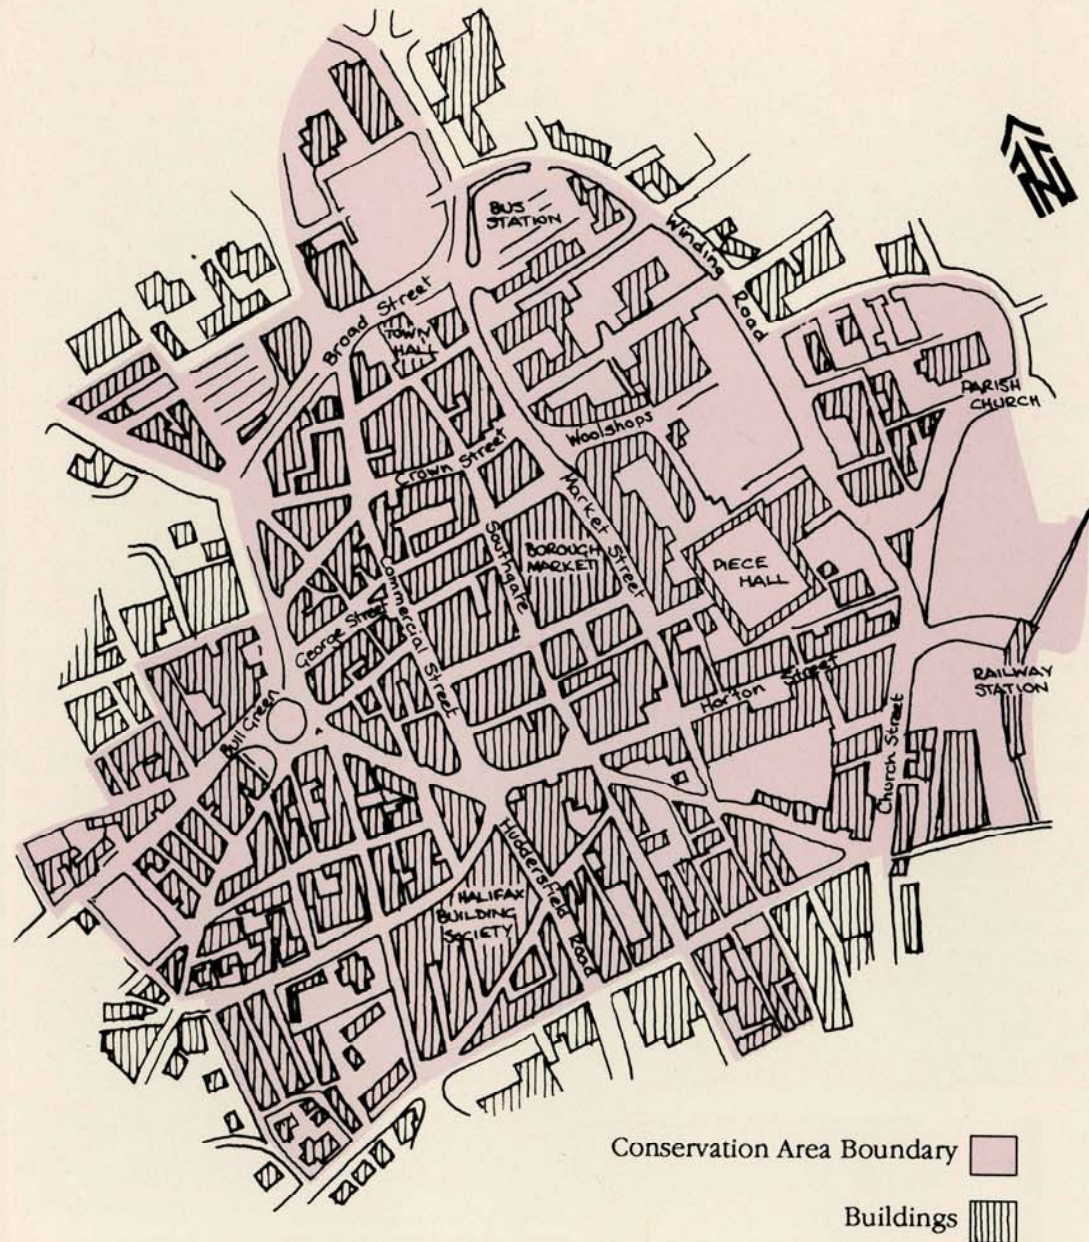 N
BUS
STATION
Winding
Road
Broad Street
TOWN
HALL
PARISH
CHURCH
Woolshops
Crown Street
Market Street
Southgate
BOROUGH
MARKET
PIECE
HALL
Commercial Street
George Street
Horton Street
RAILWAY
STATION
Bull Green
Church Street
Huddersfield Road
HALIFAX
BUILDING
SOCIETY
Conservation Area Boundary
Buildings